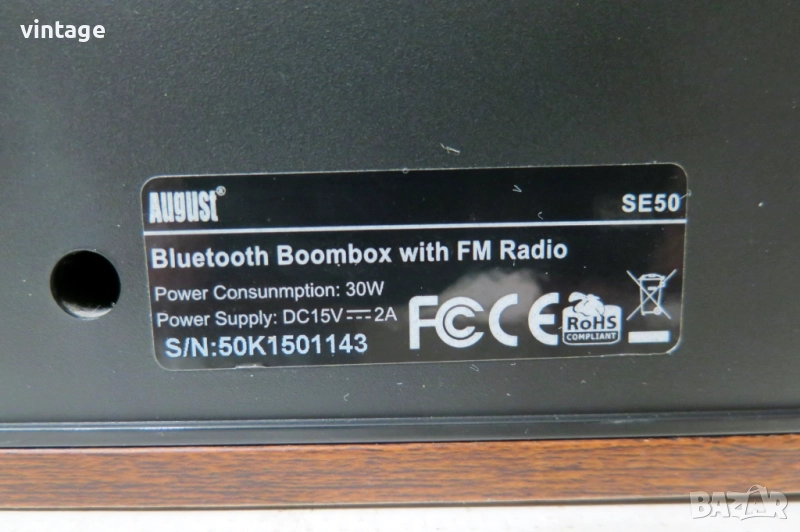 vintage
August®
SE50
Bluetooth Boombox with FM Radio
Power Consunmption: 30W
Power Supply: DC15V⎓2A
S/N:50K1501143
FC CE
RoHS
COMPLIANT
BAZAR